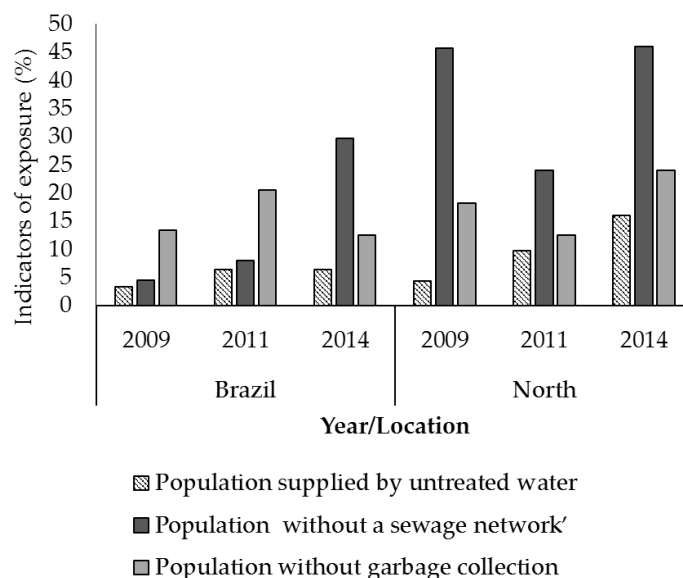 Indicators of exposure (%)
50
45
40
35
30
25
20
15
10
5
0
2009 2011 2014 2009 2011 2014
Brazil North
Year/Location
Population supplied by untreated water
Population without a sewage network’
Population without garbage collection